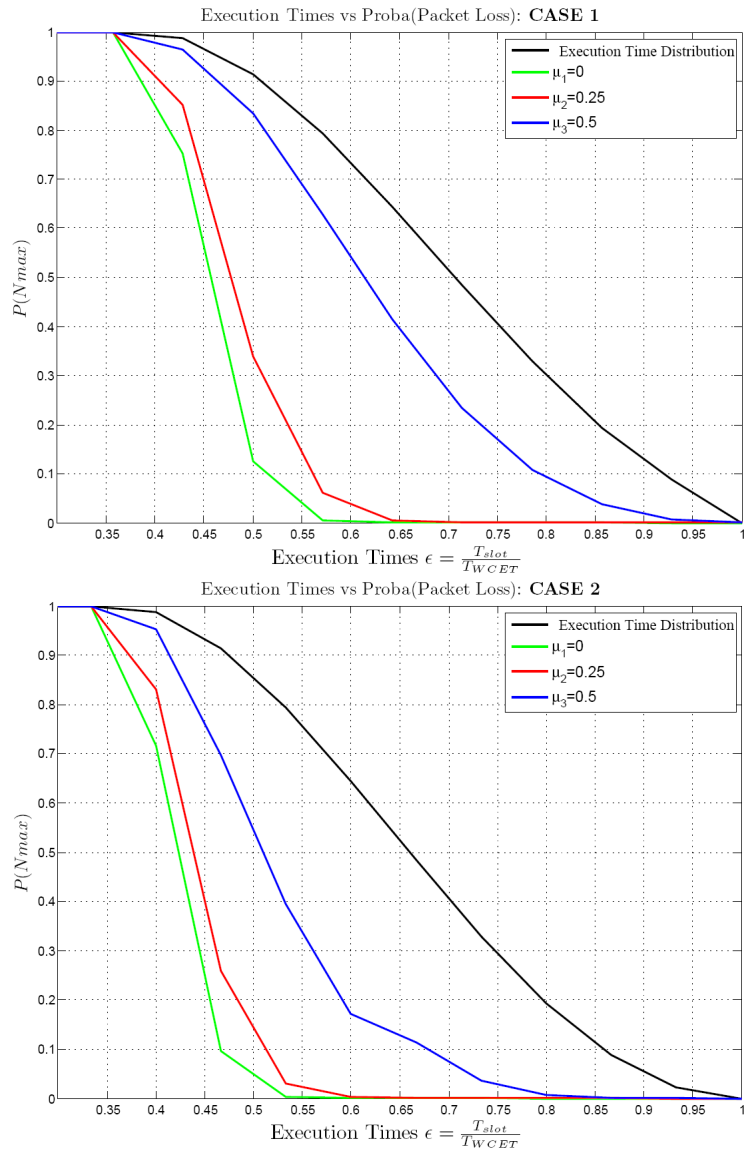 Execution Times vs Proba(Packet Loss): CASE 1
1
0.9
0.8
0.7
0.6
0.5
0.4
0.3
0.2
0.1
0
P(Nmax)
Execution Time Distribution
μ1=0
μ2=0.25
μ3=0.5
0.35 0.4 0.45 0.5 0.55 0.6 0.65 0.7 0.75 0.8 0.85 0.9 0.95 1
Execution Times ϵ = T_slot / T_WCET
Execution Times vs Proba(Packet Loss): CASE 2
1
0.9
0.8
0.7
0.6
0.5
0.4
0.3
0.2
0.1
0
P(Nmax)
Execution Time Distribution
μ1=0
μ2=0.25
μ3=0.5
0.35 0.4 0.45 0.5 0.55 0.6 0.65 0.7 0.75 0.8 0.85 0.9 0.95 1
Execution Times ϵ = T_slot / T_WCET